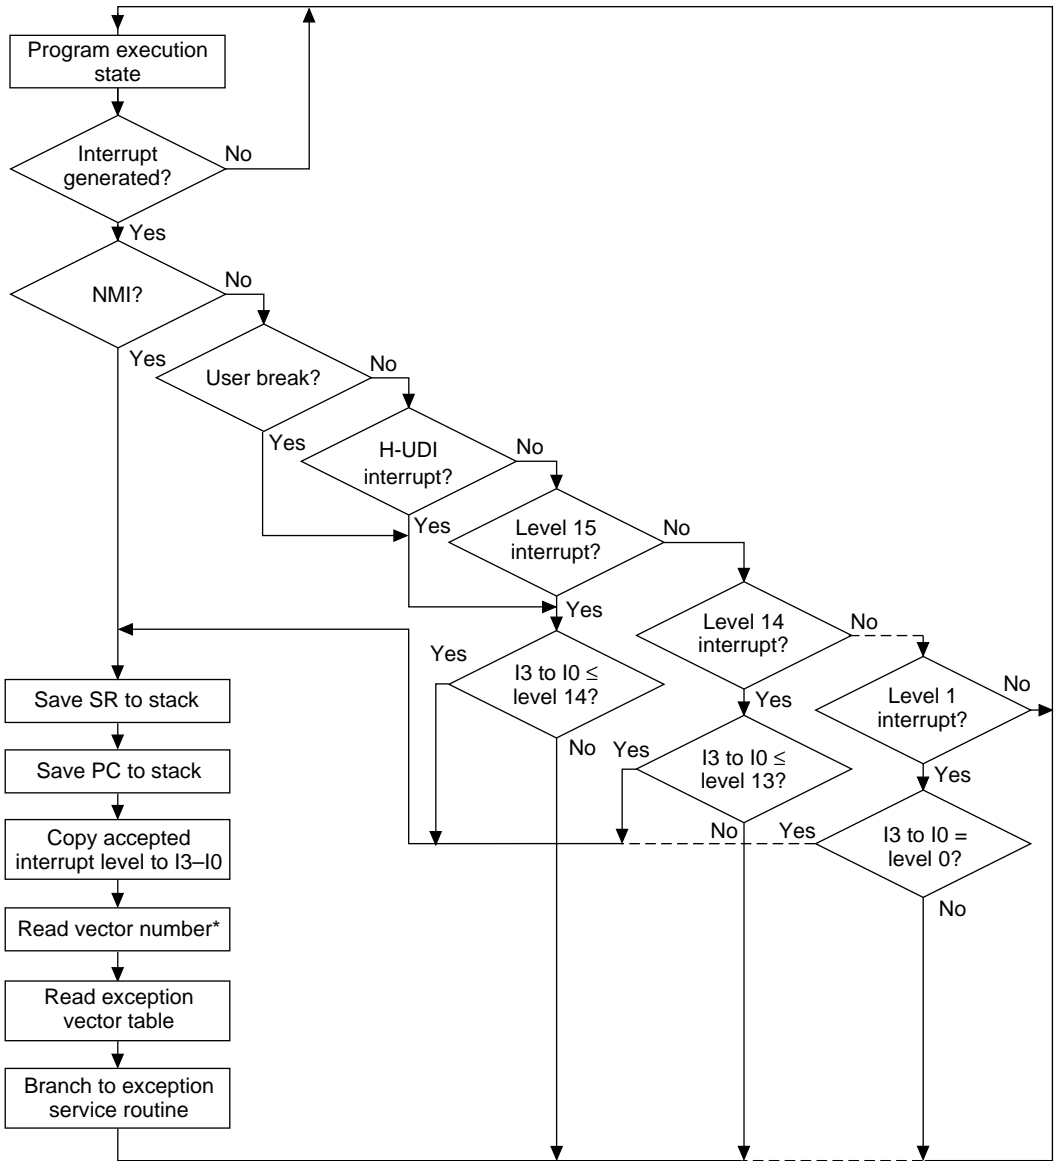 Program execution
state
Interrupt
generated?
No
Yes
NMI?
No
Yes
User break?
No
Yes
H-UDI
interrupt?
No
Yes
Level 15
interrupt?
No
Yes
Level 14
interrupt?
No
Yes
Level 1
interrupt?
No
Yes
I3 to I0 ≤
level 14?
Yes
No
I3 to I0 ≤
level 13?
Yes
No
I3 to I0 =
level 0?
Yes
No
Save SR to stack
Save PC to stack
Copy accepted
interrupt level to I3–I0
Read vector number*
Read exception
vector table
Branch to exception
service routine